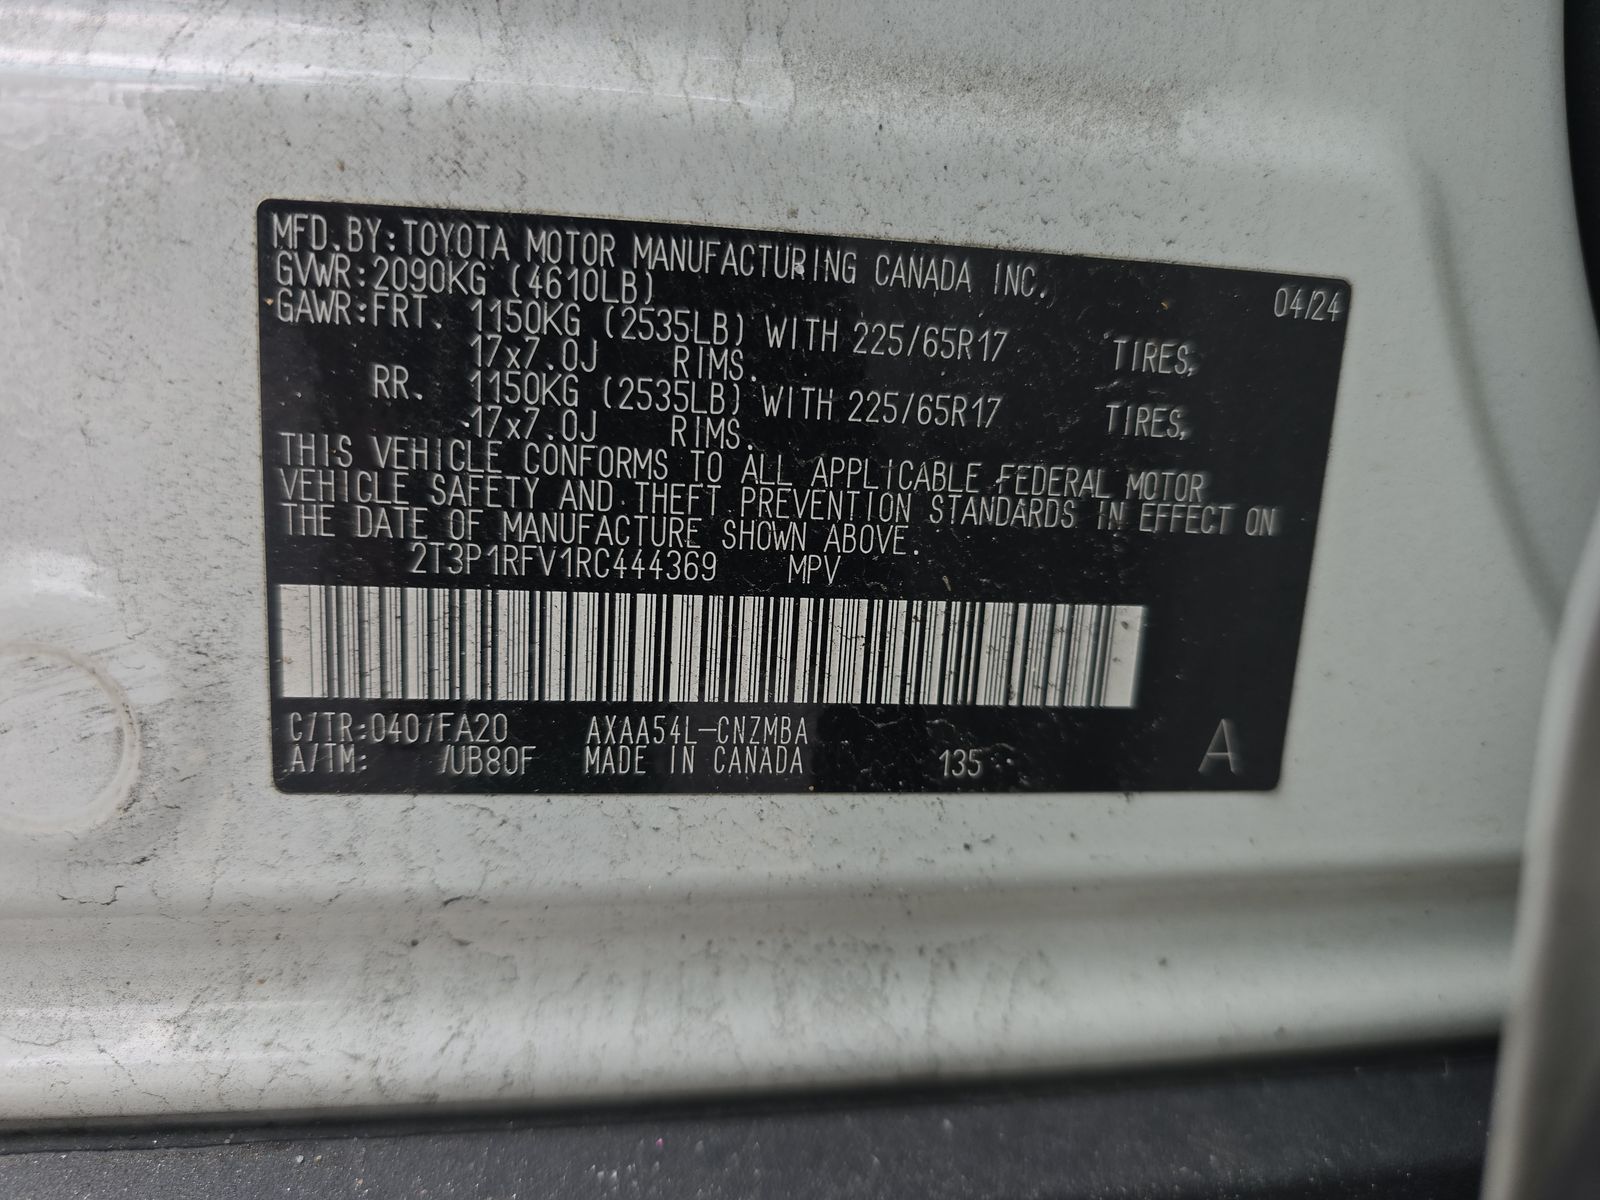 MFD.BY:TOYOTA MOTOR MANUFACTURING CANADA INC.
GVWR:2090KG (4610LB) 04/24
GAWR:FRT. 1150KG (2535LB) WITH 225/65R17 TIRES,
17x7.0J RIMS.
RR. 1150KG (2535LB) WITH 225/65R17 TIRES,
17x7.0J RIMS.
THIS VEHICLE CONFORMS TO ALL APPLICABLE FEDERAL MOTOR
VEHICLE SAFETY AND THEFT PREVENTION STANDARDS IN EFFECT ON
THE DATE OF MANUFACTURE SHOWN ABOVE.
2T3P1RFV1RC444369 MPV
C/TR:040/FA20 AXAA54L-CNZMBA
A/TM: /UB80F MADE IN CANADA 135 A